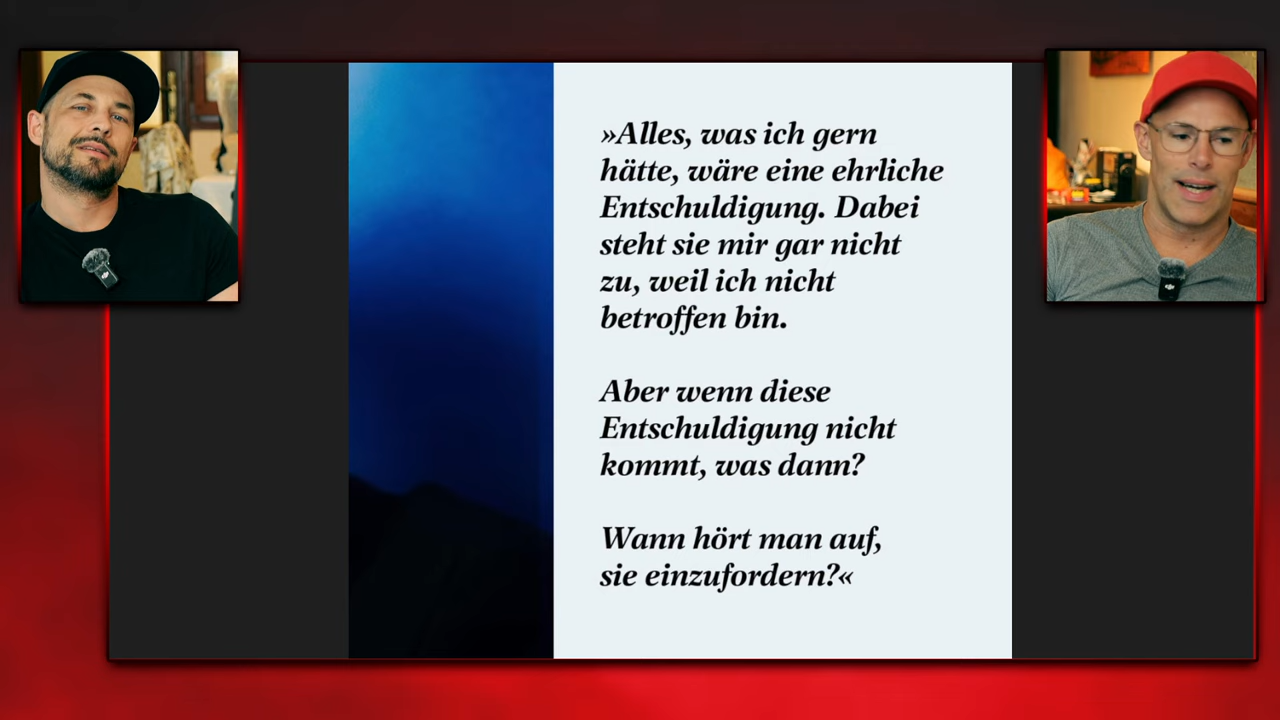 »Alles, was ich gern
hätte, wäre eine ehrliche
Entschuldigung. Dabei
steht sie mir gar nicht
zu, weil ich nicht
betroffen bin.
Aber wenn diese
Entschuldigung nicht
kommt, was dann?
Wann hört man auf,
sie einzufordern?«